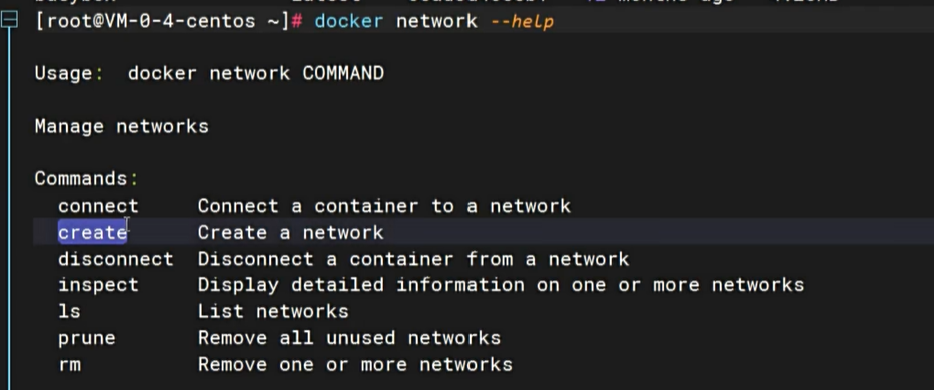 [root@VM-0-4-centos ~]# docker network --help
Usage:  docker network COMMAND
Manage networks
Commands:
connect     Connect a container to a network
create      Create a network
disconnect  Disconnect a container from a network
inspect     Display detailed information on one or more networks
ls          List networks
prune       Remove all unused networks
rm          Remove one or more networks